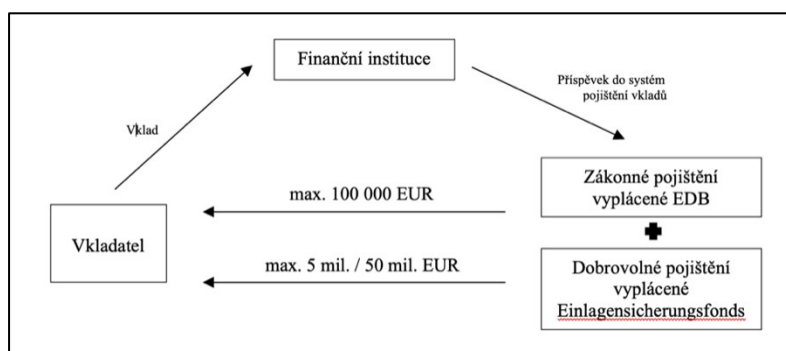 Finanční instituce
Příspěvek do systém
pojištění vkladů
Vklad
max. 100 000 EUR
Zákonné pojištění
vyplácené EDB
Vkladatel
max. 5 mil. / 50 mil. EUR
Dobrovolné pojištění
vyplácené
Einlagensicherungsfonds